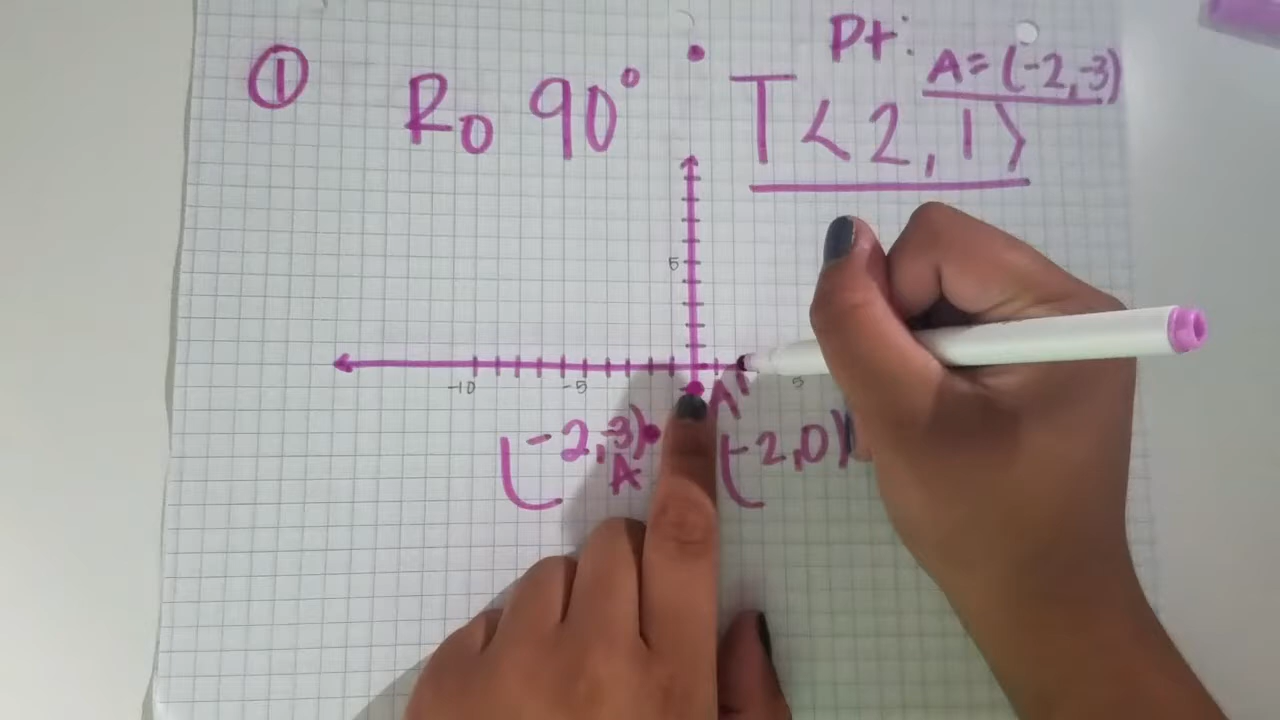 ① R₀ 90° • T<2,1>
Pt: A=(-2,-3)
5
-10 -5 5
(-2,-3) A
A'
(-2,0)